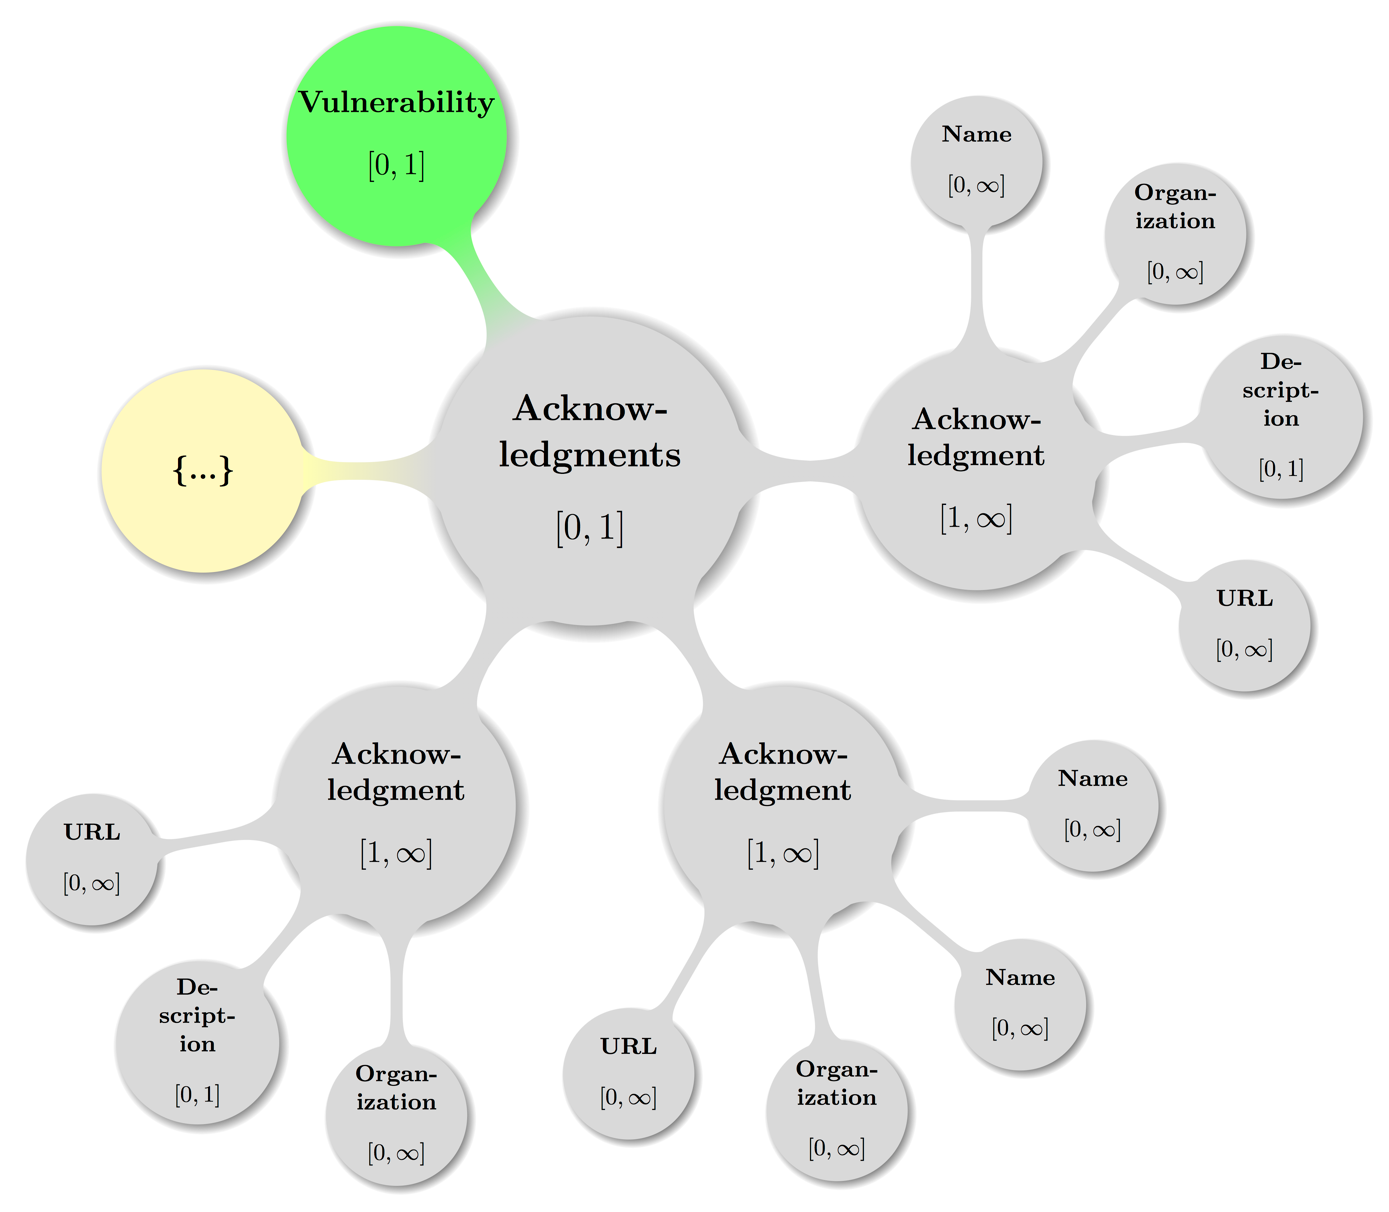 Vulnerability
[0, 1]
{...}
Acknow-
ledgments
[0, 1]
Acknow-
ledgment
[1, ∞]
Name
[0, ∞]
Organ-
ization
[0, ∞]
De-
script-
ion
[0, 1]
URL
[0, ∞]
Acknow-
ledgment
[1, ∞]
Name
[0, ∞]
Name
[0, ∞]
Organ-
ization
[0, ∞]
URL
[0, ∞]
Acknow-
ledgment
[1, ∞]
URL
[0, ∞]
De-
script-
ion
[0, 1]
Organ-
ization
[0, ∞]